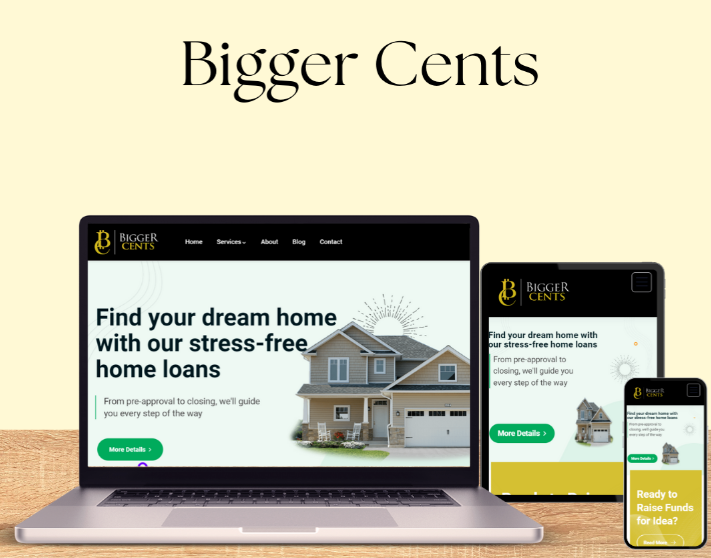 Bigger Cents
BIGGER
CENTS
Home Services About Blog Contact
Find your dream home
with our stress-free
home loans
From pre-approval to closing, we'll guide
you every step of the way
More Details
BIGGER
CENTS
Find your dream home with
our stress-free home loans
From pre-approval to
closing, we'll guide you
every step of the way
More Details
BIGGER
CENTS
Find your dream home with
our stress-free home loans
From pre-approval to
closing, we'll guide you
every step of the way
More Details
Ready to
Raise Funds
for Idea?
Read More